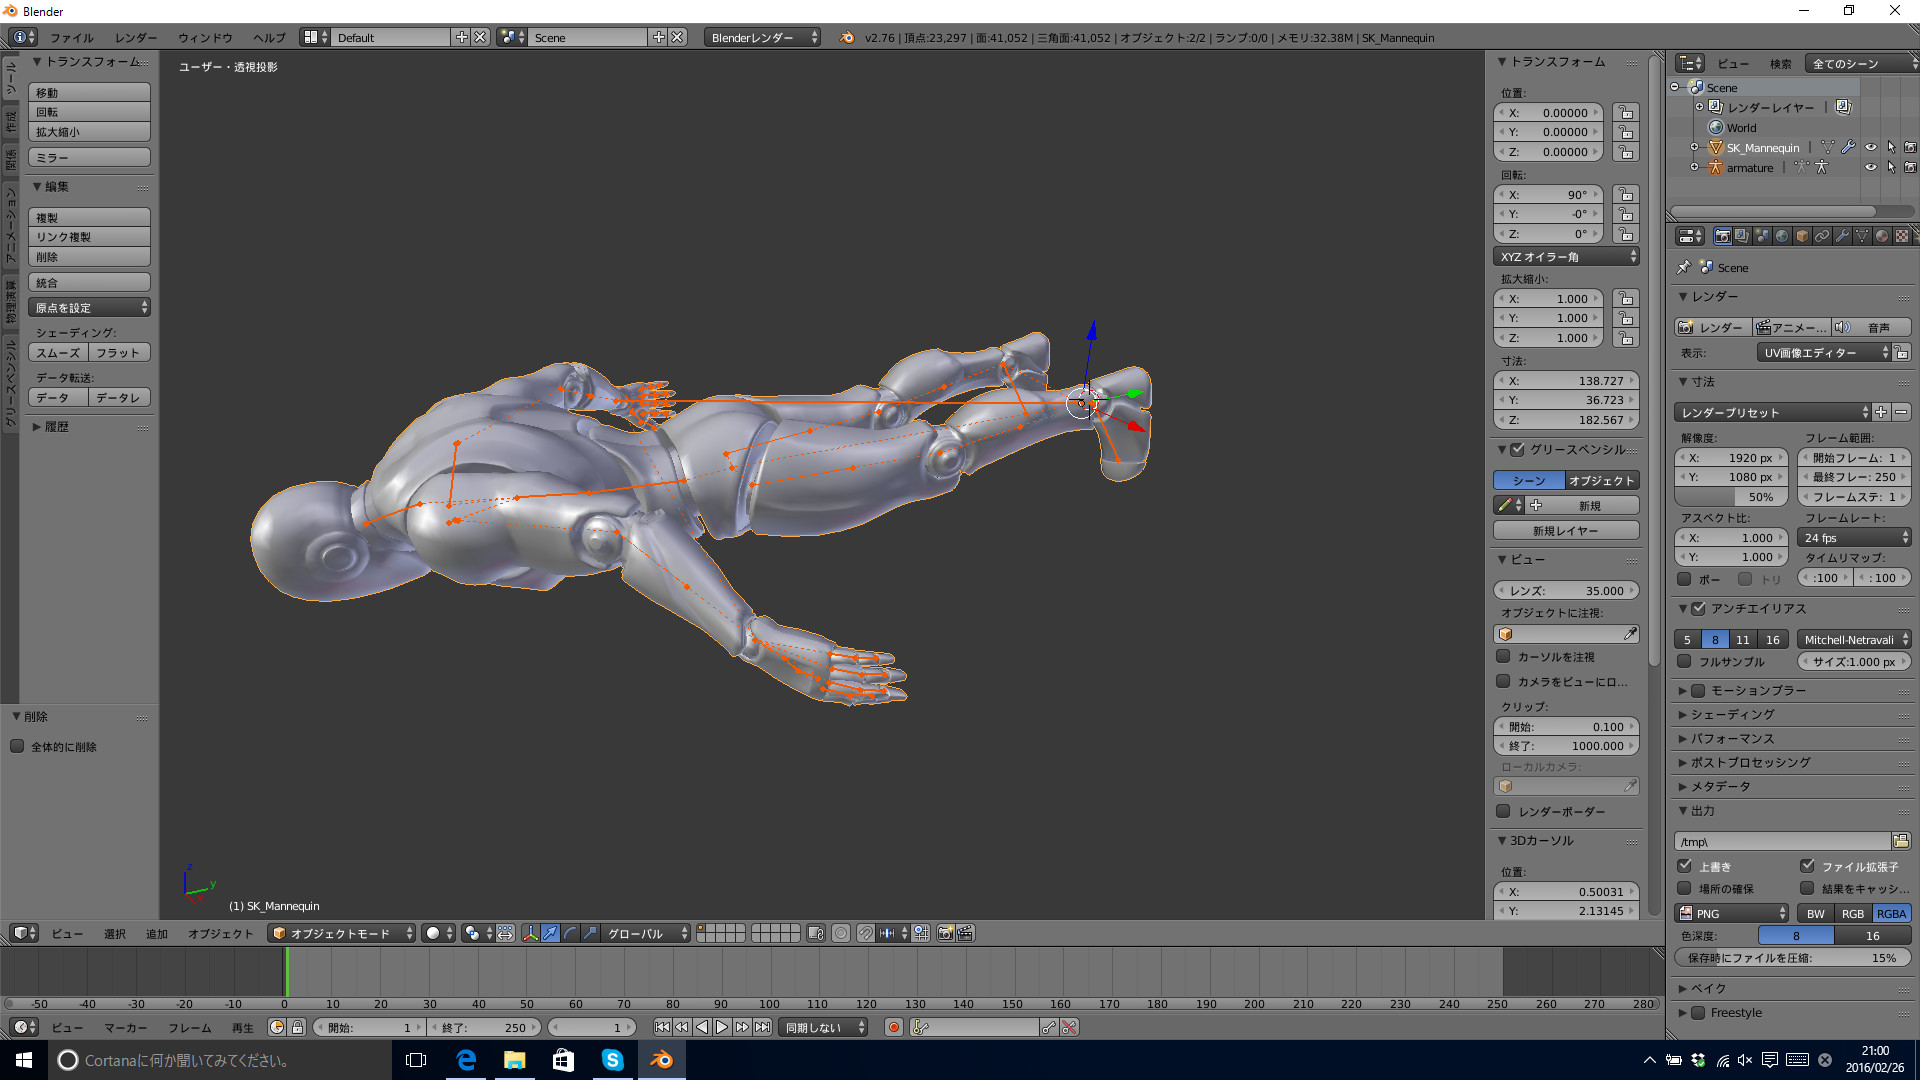 Blender
ファイル レンダー ウィンドウ ヘルプ Default Scene Blenderレンダー v2.76 | 頂点:23,297 | 面:41,052 | 三角面:41,052 | オブジェクト:2/2 | ランプ:0/0 | メモリ:32.38M | SK_Mannequin
ツール
作成
関係
アニメーション
物理演算
グリースペンシル
トランスフォーム
移動
回転
拡大縮小
ミラー
編集
複製
リンク複製
削除
統合
原点を設定
シェーディング:
スムーズ フラット
データ転送:
データ データレ
履歴
削除
全体的に削除
ユーザー・透視投影
z
y
x
(1) SK_Mannequin
トランスフォーム
位置:
X: 0.00000
Y: 0.00000
Z: 0.00000
回転:
X: 90°
Y: -0°
Z: 0°
XYZ オイラー角
拡大縮小:
X: 1.000
Y: 1.000
Z: 1.000
寸法:
X: 138.727
Y: 36.723
Z: 182.567
グリースペンシル
シーン オブジェクト
新規
新規レイヤー
ビュー
レンズ: 35.000
オブジェクトに注視:
カーソルを注視
カメラをビューにロ...
クリップ:
開始: 0.100
終了: 1000.000
ローカルカメラ:
レンダーボーダー
3Dカーソル
位置:
X: 0.50031
Y: 2.13145
ビュー 検索 全てのシーン
Scene
レンダーレイヤー |
World
SK_Mannequin |
armature |
Scene
レンダー
レンダー アニメー... 音声
表示: UV画像エディター
寸法
レンダープリセット
解像度: フレーム範囲:
X: 1920 px 開始フレーム: 1
Y: 1080 px 最終フレー: 250
50% フレームステ: 1
アスペクト比: フレームレート:
X: 1.000 24 fps
Y: 1.000 タイムリマップ:
ボー トリ :100 : 100
アンチエイリアス
5 8 11 16 Mitchell-Netravali
フルサンプル サイズ:1.000 px
モーションブラー
シェーディング
パフォーマンス
ポストプロセッシング
メタデータ
出力
/tmp\
上書き ファイル拡張子
場所の確保 結果をキャッシ...
PNG BW RGB RGBA
色深度: 8 16
保存時にファイルを圧縮: 15%
ベイク
Freestyle
ビュー 選択 追加 オブジェクト オブジェクトモード グローバル
-50 -40 -30 -20 -10 0 10 20 30 40 50 60 70 80 90 100 110 120 130 140 150 160 170 180 190 200 210 220 230 240 250 260 270 280
ビュー マーカー フレーム 再生 開始: 1 終了: 250 1 同期しない
Cortanaに何か聞いてみてください。
21:00
2016/02/26